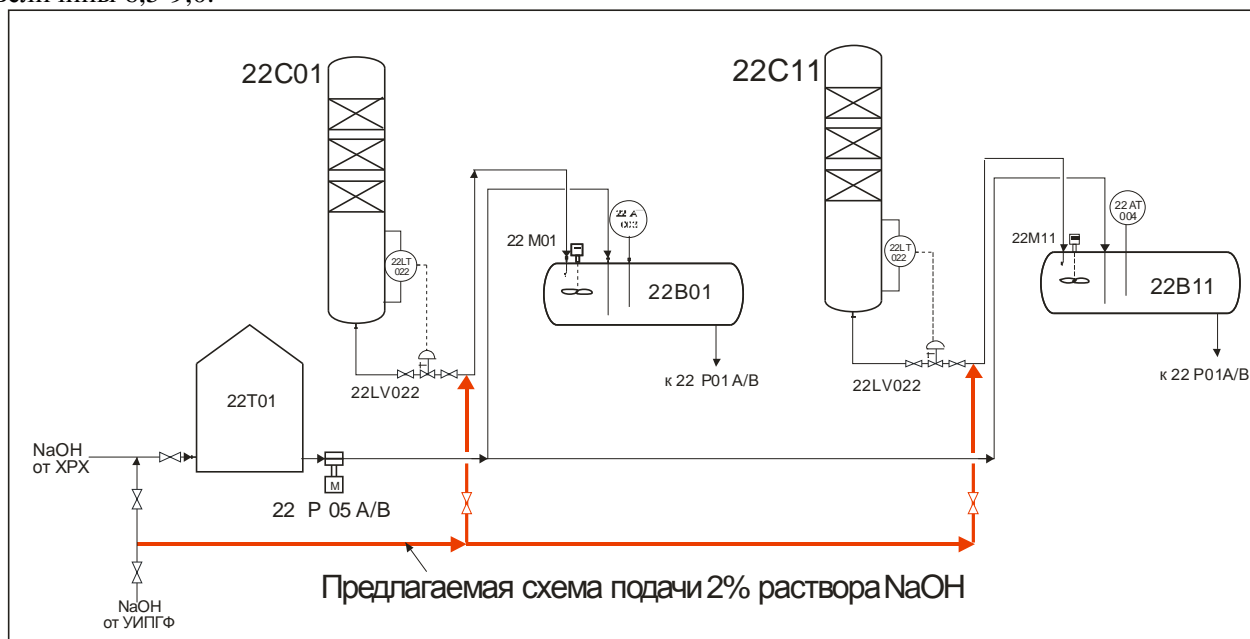 22C01
22C11
22 M01
22 AT
004
22M11
22LT
022
22LT
022
22B01
22B11
22LV022
к 22 P01 A/B
22LV022
к 22 P01A/B
22T01
NaOH
от ХРХ
M
22 P 05 A/B
Предлагаемая схема подачи 2% раствора NaOH
NaOH
от УИПГФ